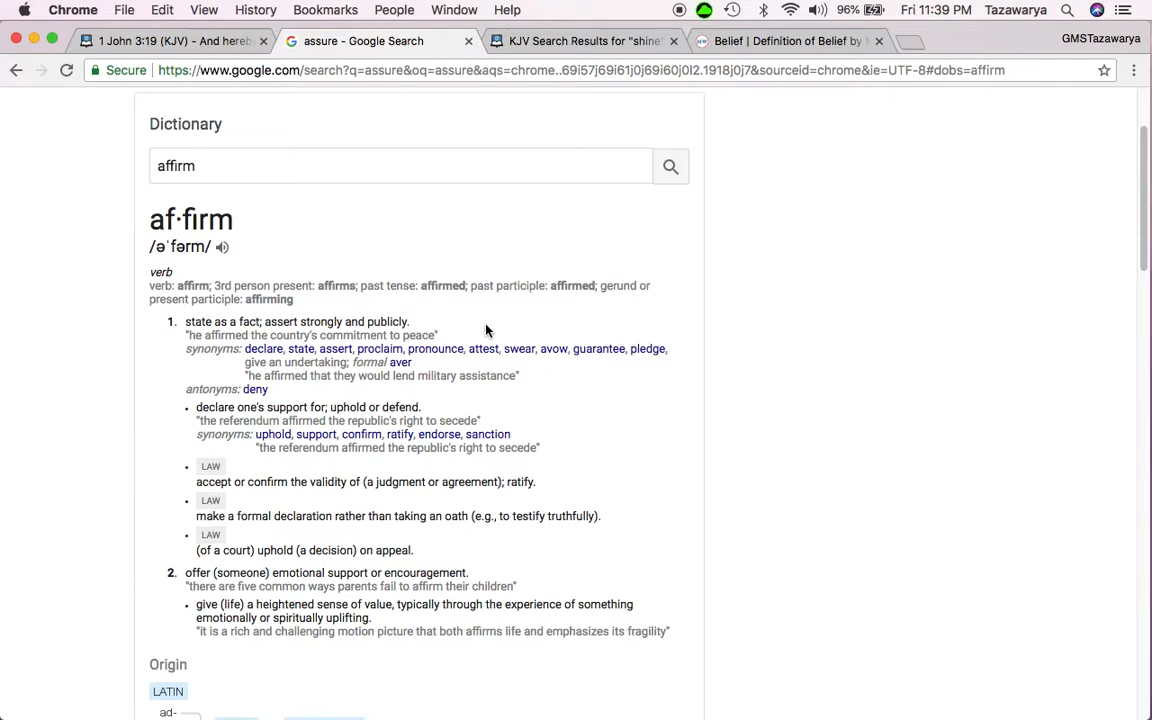 Chrome File Edit View History Bookmarks People Window Help 96% Fri 11:39 PM Tazawarya
1 John 3:19 (KJV) - And hereby
assure - Google Search
KJV Search Results for "shine"
Belief | Definition of Belief by
GMSTazawarya
Secure https://www.google.com/search?q=assure&oq=assure&aqs=chrome..69i57j69i61j0j69i60j0l2.1918j0j7&sourceid=chrome&ie=UTF-8#dobs=affirm
Dictionary
affirm
af·firm
/əˈfərm/
verb
verb: affirm; 3rd person present: affirms; past tense: affirmed; past participle: affirmed; gerund or
present participle: affirming
1. state as a fact; assert strongly and publicly.
"he affirmed the country's commitment to peace"
synonyms: declare, state, assert, proclaim, pronounce, attest, swear, avow, guarantee, pledge,
give an undertaking; formal aver
"he affirmed that they would lend military assistance"
antonyms: deny
• declare one's support for; uphold or defend.
"the referendum affirmed the republic's right to secede"
synonyms: uphold, support, confirm, ratify, endorse, sanction
"the referendum affirmed the republic's right to secede"
• LAW
accept or confirm the validity of (a judgment or agreement); ratify.
• LAW
make a formal declaration rather than taking an oath (e.g., to testify truthfully).
• LAW
(of a court) uphold (a decision) on appeal.
2. offer (someone) emotional support or encouragement.
"there are five common ways parents fail to affirm their children"
• give (life) a heightened sense of value, typically through the experience of something
emotionally or spiritually uplifting.
"it is a rich and challenging motion picture that both affirms life and emphasizes its fragility"
Origin
LATIN
ad-